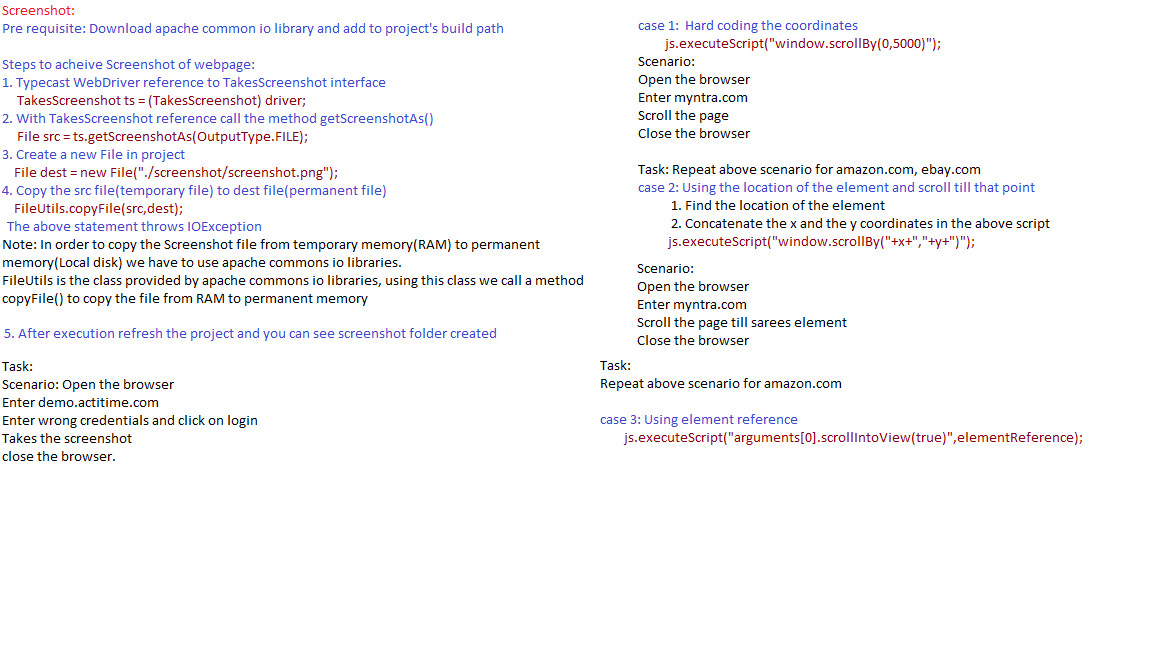 Screenshot:
Pre requisite: Download apache common io library and add to project's build path
Steps to acheive Screenshot of webpage:
1. Typecast WebDriver reference to TakesScreenshot interface
TakesScreenshot ts = (TakesScreenshot) driver;
2. With TakesScreenshot reference call the method getScreenshotAs()
File src = ts.getScreenshotAs(OutputType.FILE);
3. Create a new File in project
File dest = new File("./screenshot/screenshot.png");
4. Copy the src file(temporary file) to dest file(permanent file)
FileUtils.copyFile(src,dest);
The above statement throws IOException
Note: In order to copy the Screenshot file from temporary memory(RAM) to permanent
memory(Local disk) we have to use apache commons io libraries.
FileUtils is the class provided by apache commons io libraries, using this class we call a method
copyFile() to copy the file from RAM to permanent memory
5. After execution refresh the project and you can see screenshot folder created
Task:
Scenario: Open the browser
Enter demo.actitime.com
Enter wrong credentials and click on login
Takes the screenshot
close the browser.
case 1:  Hard coding the coordinates
js.executeScript("window.scrollBy(0,5000)");
Scenario:
Open the browser
Enter myntra.com
Scroll the page
Close the browser
Task: Repeat above scenario for amazon.com, ebay.com
case 2: Using the location of the element and scroll till that point
1. Find the location of the element
2. Concatenate the x and the y coordinates in the above script
js.executeScript("window.scrollBy("+x+","+y+")");
Scenario:
Open the browser
Enter myntra.com
Scroll the page till sarees element
Close the browser
Task:
Repeat above scenario for amazon.com
case 3: Using element reference
js.executeScript("arguments[0].scrollIntoView(true)",elementReference);